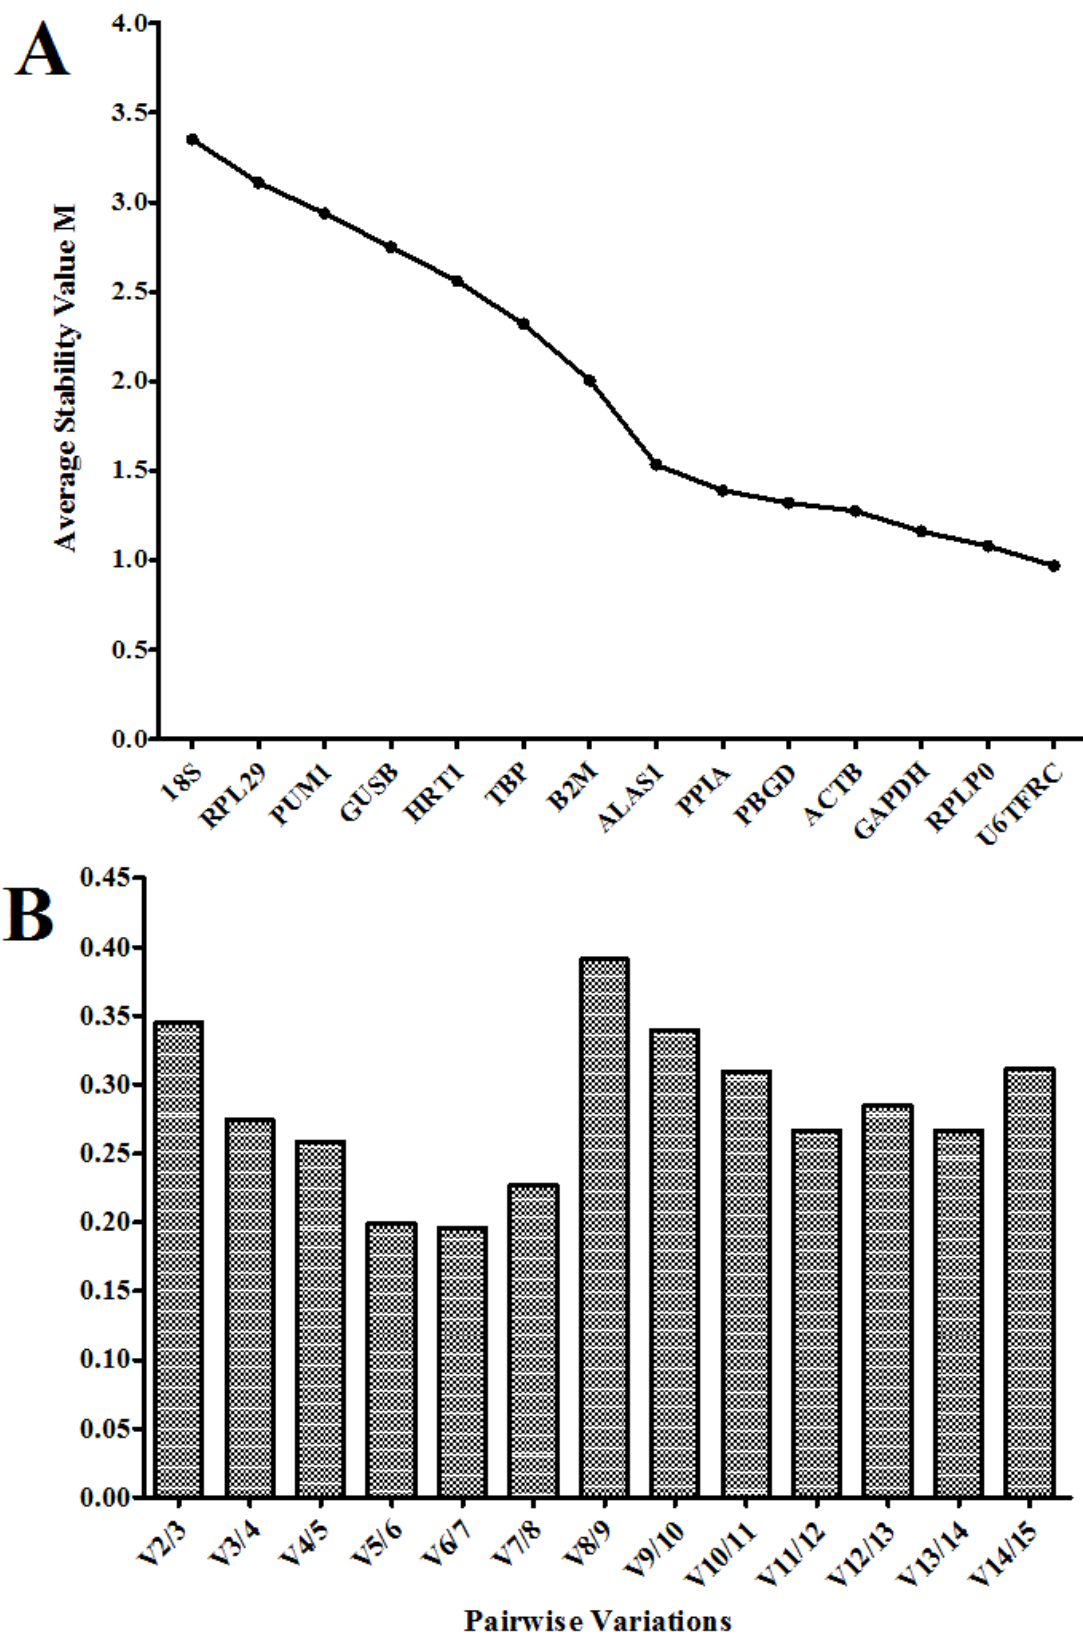 A
4.0
3.5
3.0
2.5
2.0
1.5
1.0
0.5
0.0
Average Stability Value M
18S
RPL29
PUM1
GUSB
HRT1
TBP
B2M
ALAS1
PPIA
PBGD
ACTB
GAPDH
RPLP0
U6TFRC
B
0.45
0.40
0.35
0.30
0.25
0.20
0.15
0.10
0.05
0.00
V2/3
V3/4
V4/5
V5/6
V6/7
V7/8
V8/9
V9/10
V10/11
V11/12
V12/13
V13/14
V14/15
Pairwise Variations